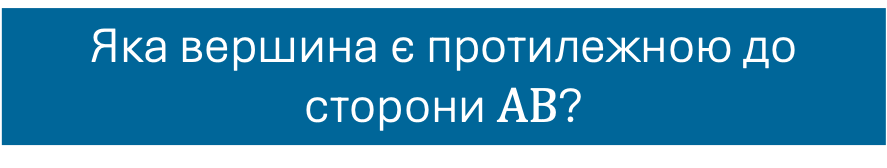 Яка вершина є протилежною до
сторони AB?